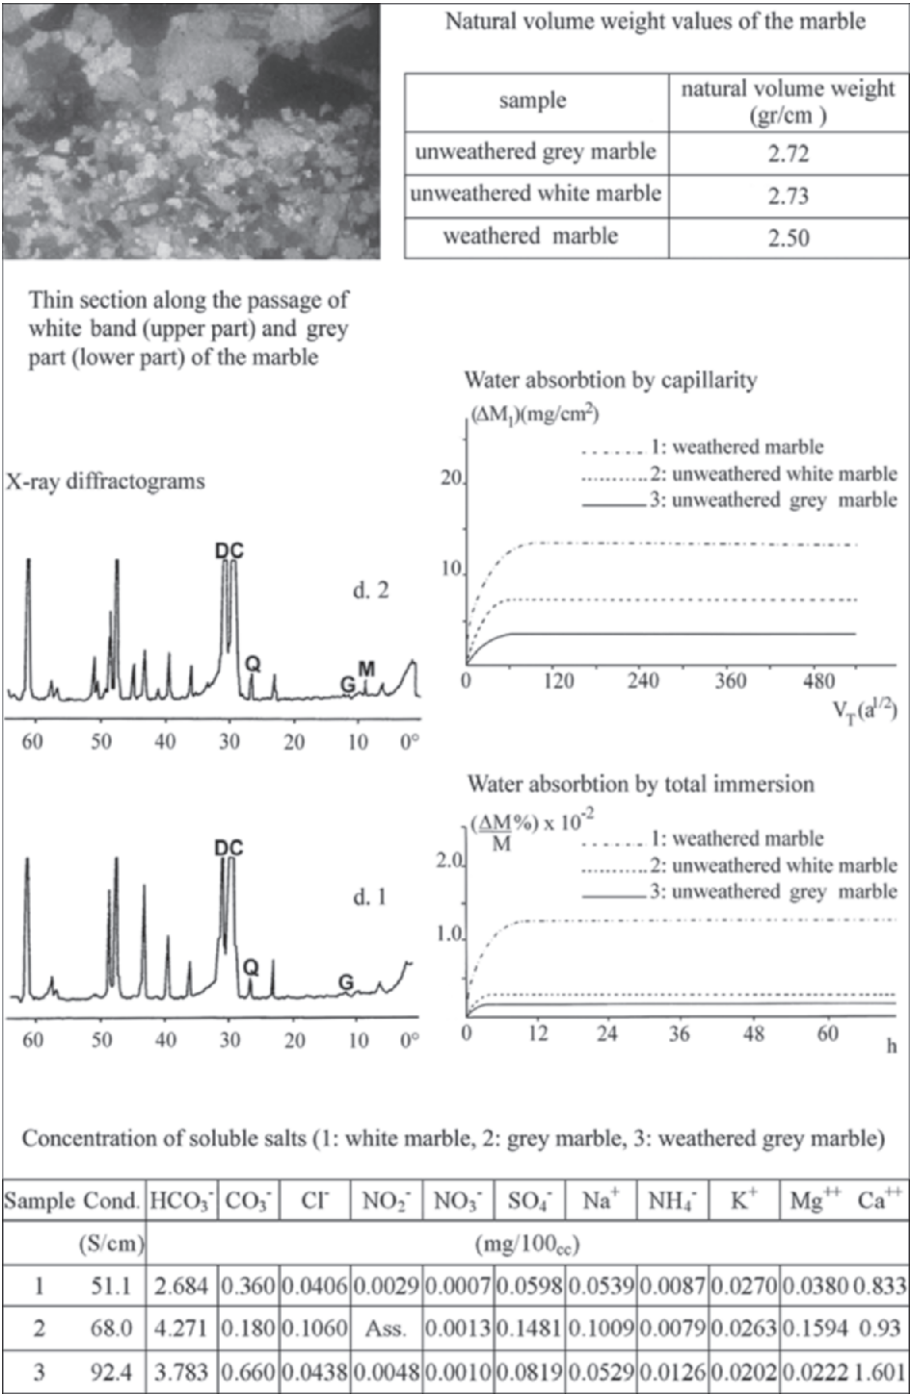 Natural volume weight values of the marble
sample natural volume weight
(gr/cm )
unweathered grey marble 2.72
unweathered white marble 2.73
weathered marble 2.50
Thin section along the passage of
white band (upper part) and grey
part (lower part) of the marble
Water absorbtion by capillarity
(ΔM₁)(mg/cm²)
1: weathered marble
2: unweathered white marble
3: unweathered grey marble
20
10
0 120 240 360 480
V_T(a^1/2)
X-ray diffractograms
DC
d. 2
Q
G
M
60 50 40 30 20 10 0°
Water absorbtion by total immersion
(ΔM%) x 10⁻²
M
1: weathered marble
2: unweathered white marble
3: unweathered grey marble
2.0
1.0
0 12 24 36 48 60
h
DC
d. 1
Q
G
60 50 40 30 20 10 0°
Concentration of soluble salts (1: white marble, 2: grey marble, 3: weathered grey marble)
Sample Cond. HCO₃⁻ CO₃⁻ Cl⁻ NO₂⁻ NO₃⁻ SO₄⁻ Na⁺ NH₄⁻ K⁺ Mg⁺⁺ Ca⁺⁺
(S/cm) (mg/100cc)
1 51.1 2.684 0.360 0.0406 0.0029 0.0007 0.0598 0.0539 0.0087 0.0270 0.0380 0.833
2 68.0 4.271 0.180 0.1060 Ass. 0.0013 0.1481 0.1009 0.0079 0.0263 0.1594 0.93
3 92.4 3.783 0.660 0.0438 0.0048 0.0010 0.0819 0.0529 0.0126 0.0202 0.0222 1.601